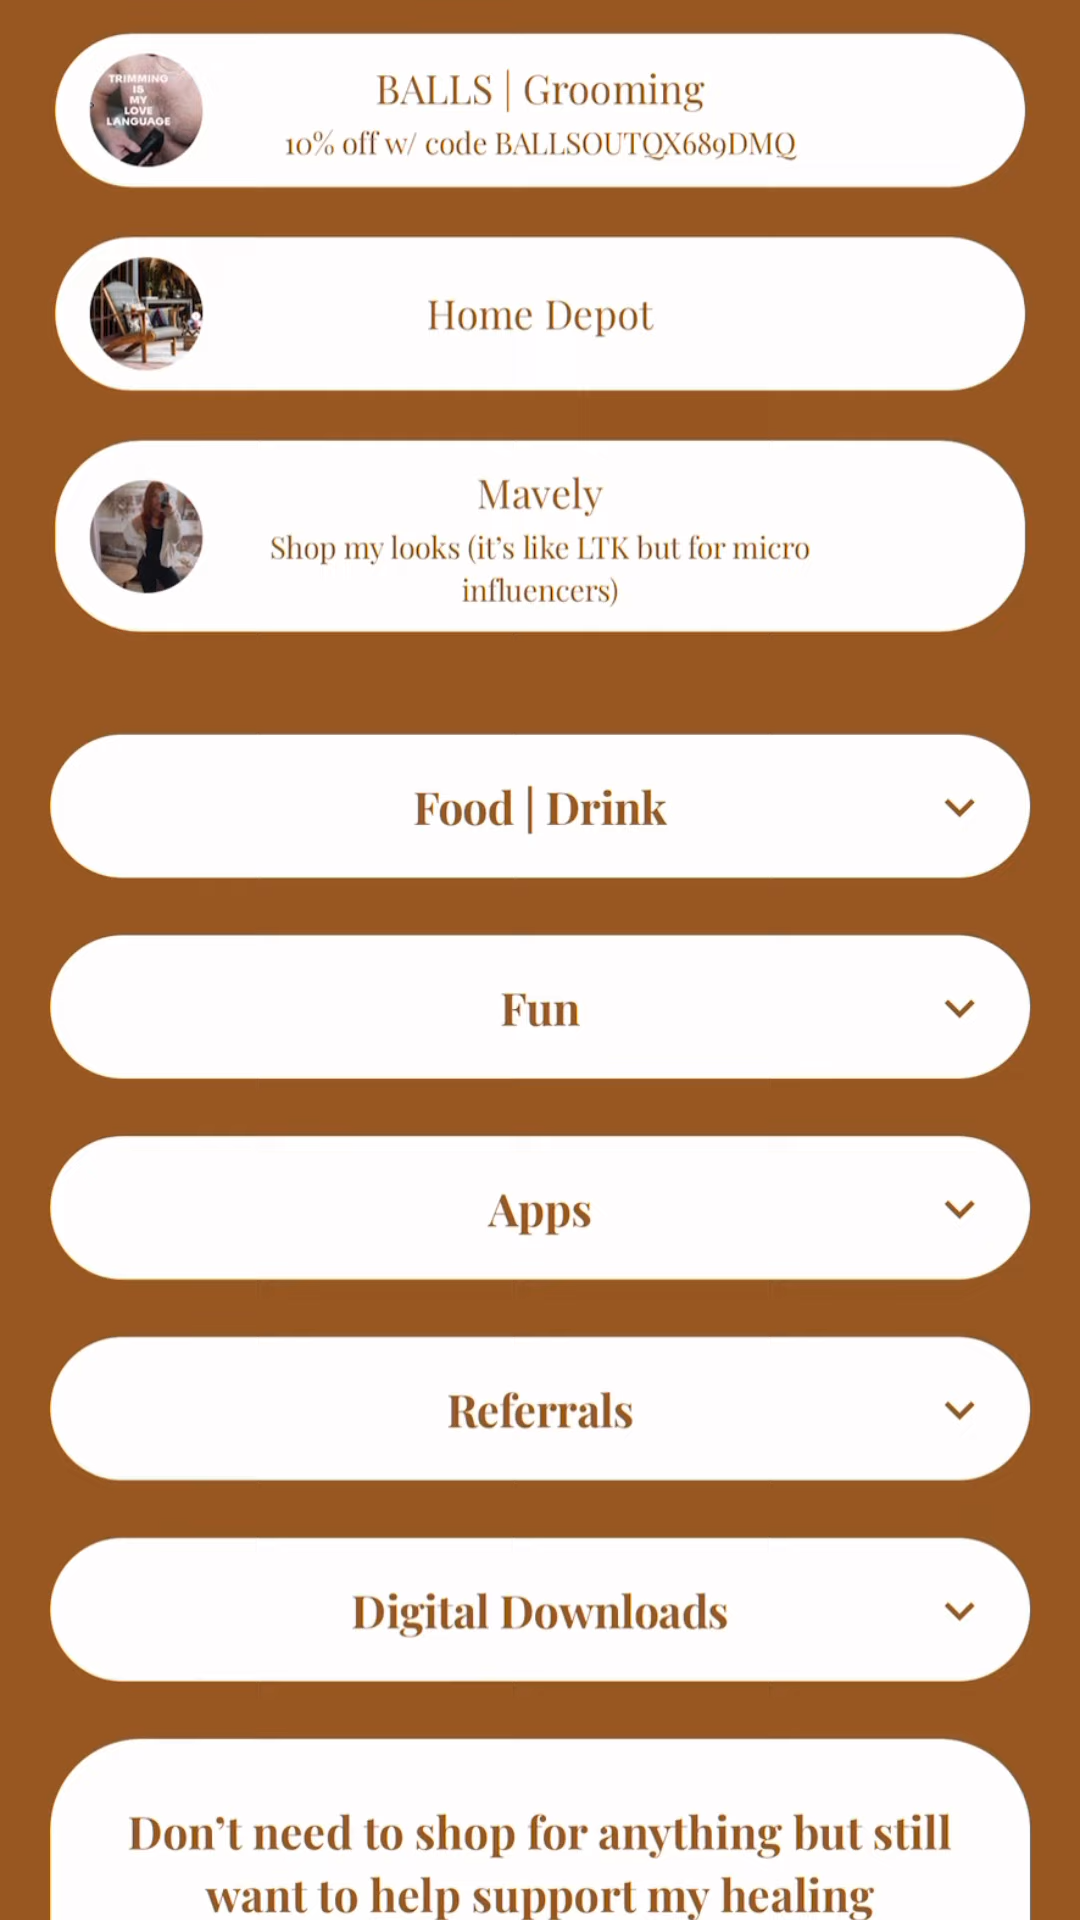 TRIMMING
IS
MY
LOVE
LANGUAGE
BALLS | Grooming
10% off w/ code BALLSOUTQX689DMQ
Home Depot
Mavely
Shop my looks (it's like LTK but for micro
influencers)
Food | Drink
Fun
Apps
Referrals
Digital Downloads
Don't need to shop for anything but still
want to help support my healing